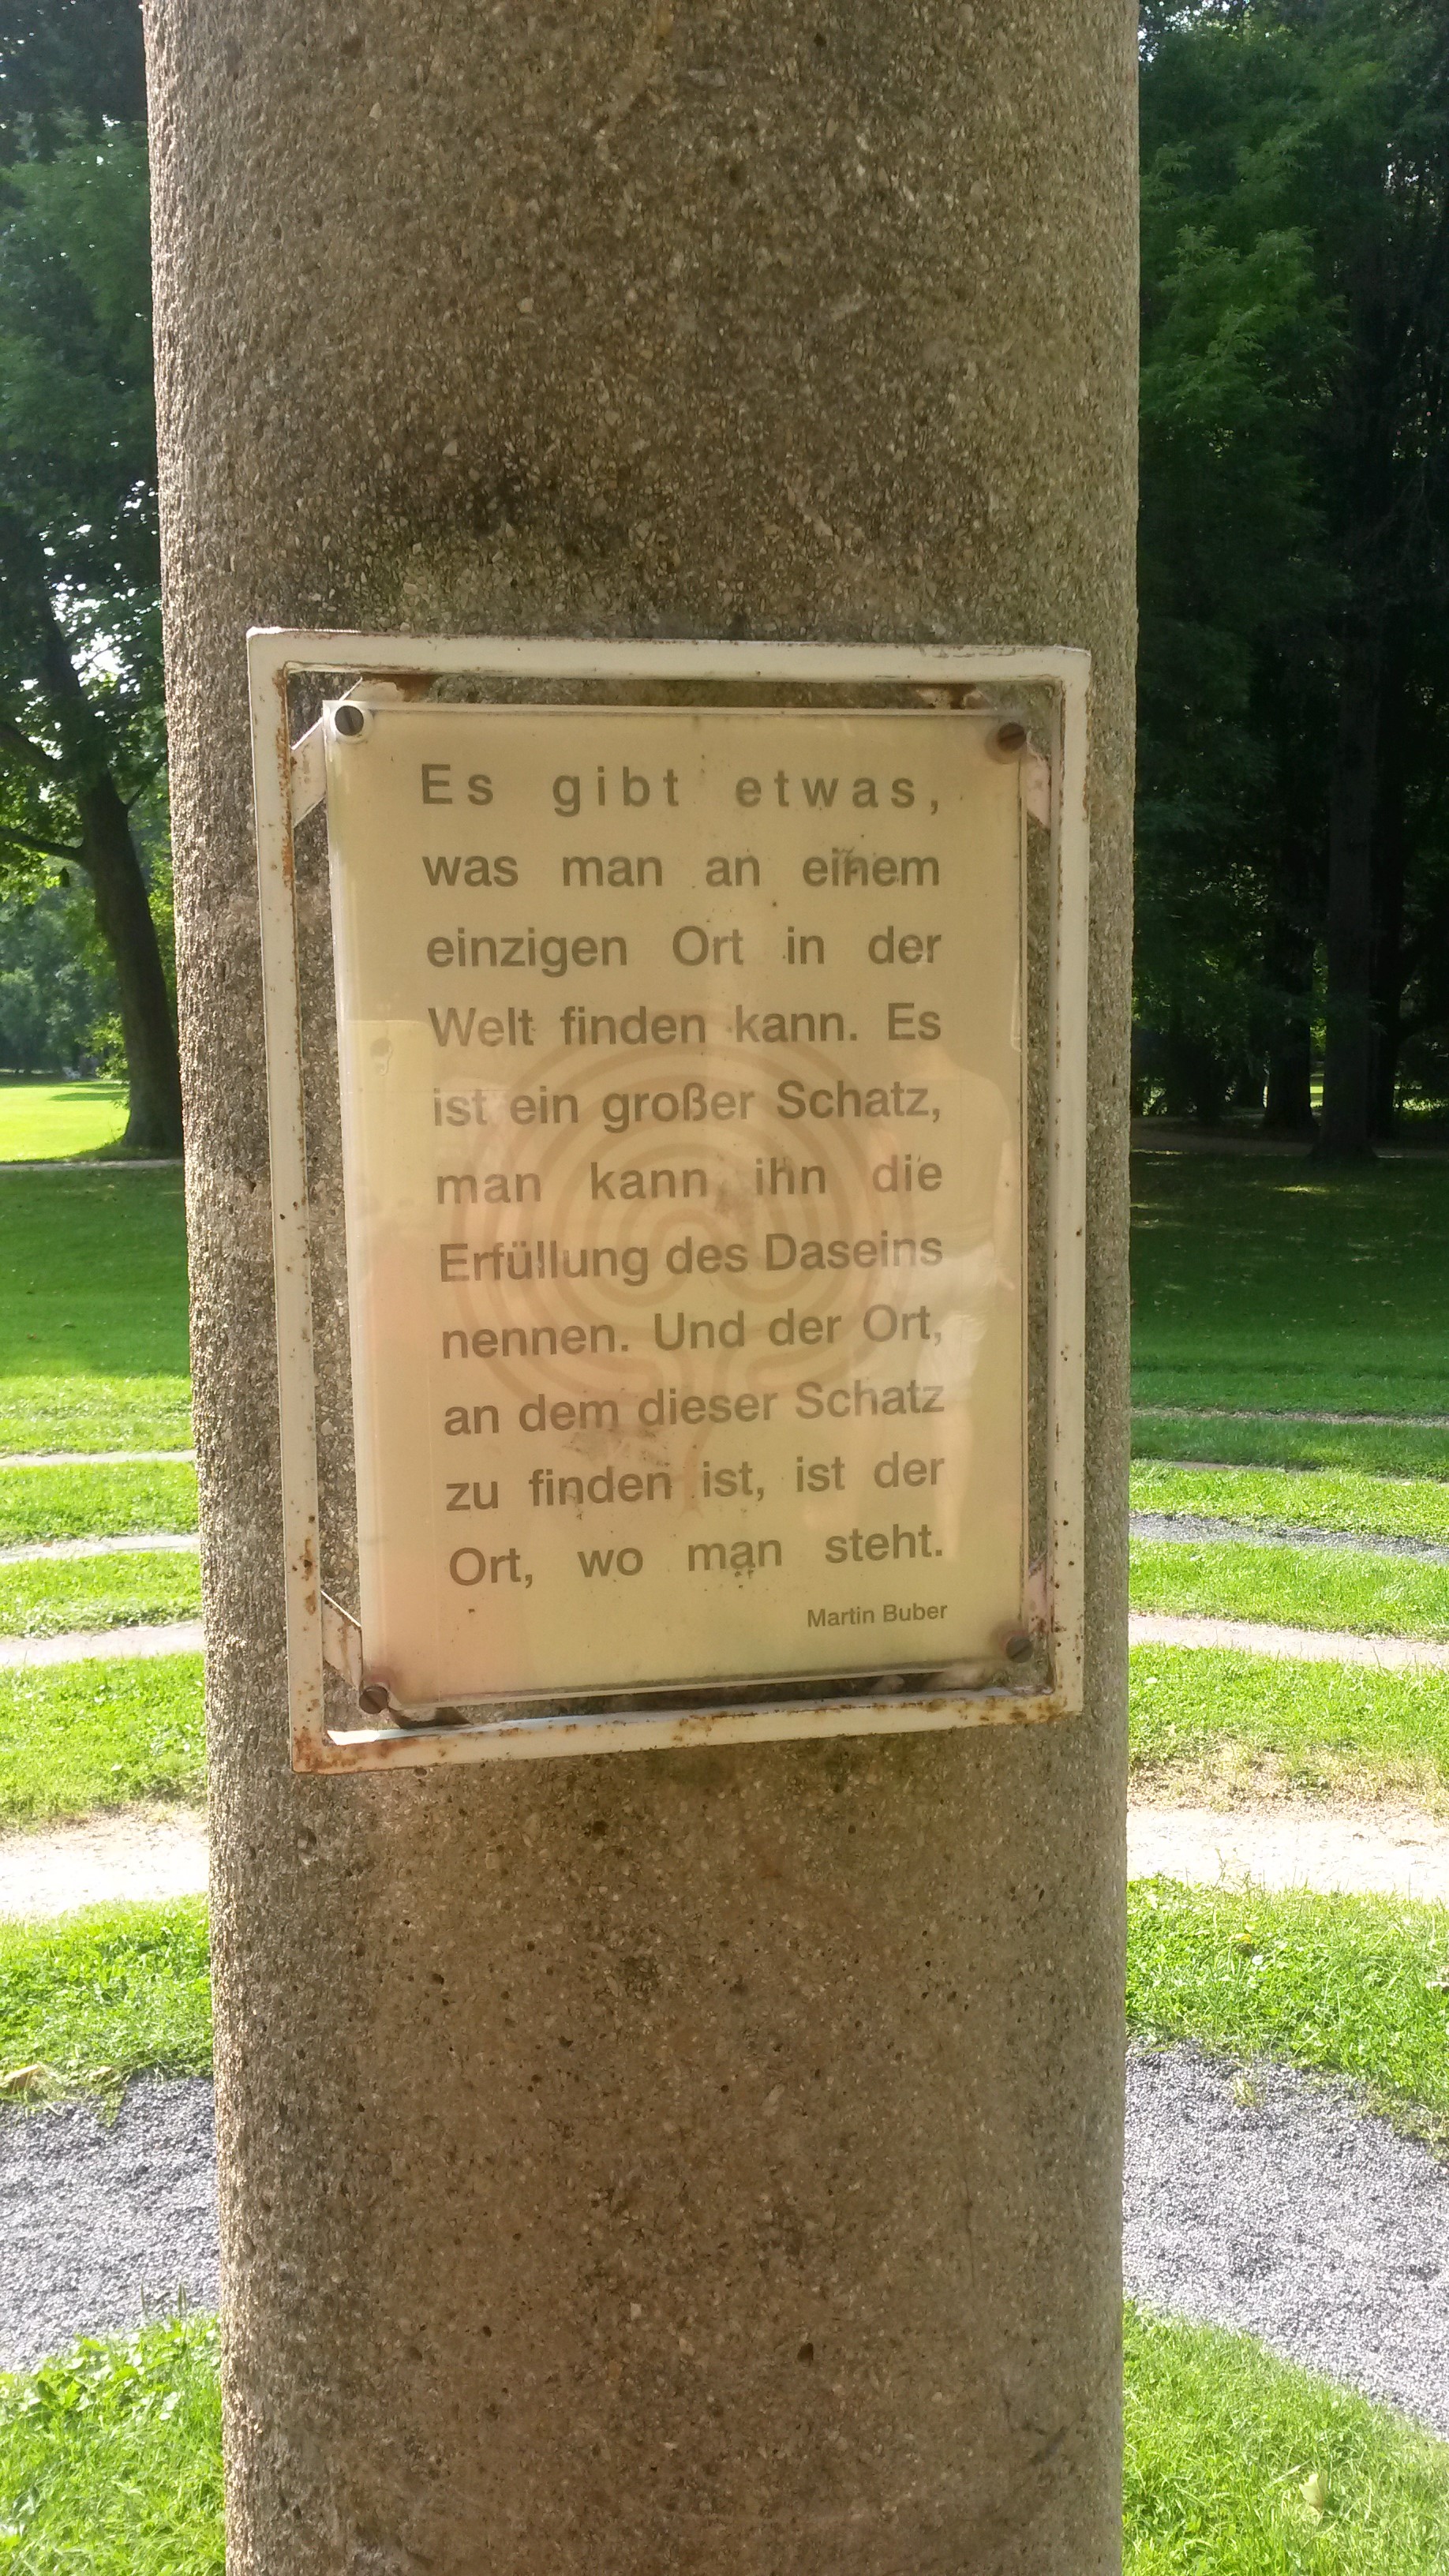 Es gibt etwas,
was man an einem
einzigen Ort in der
Welt finden kann. Es
ist ein großer Schatz,
man kann ihn die
Erfüllung des Daseins
nennen. Und der Ort,
an dem dieser Schatz
zu finden ist, ist der
Ort, wo man steht.
Martin Buber